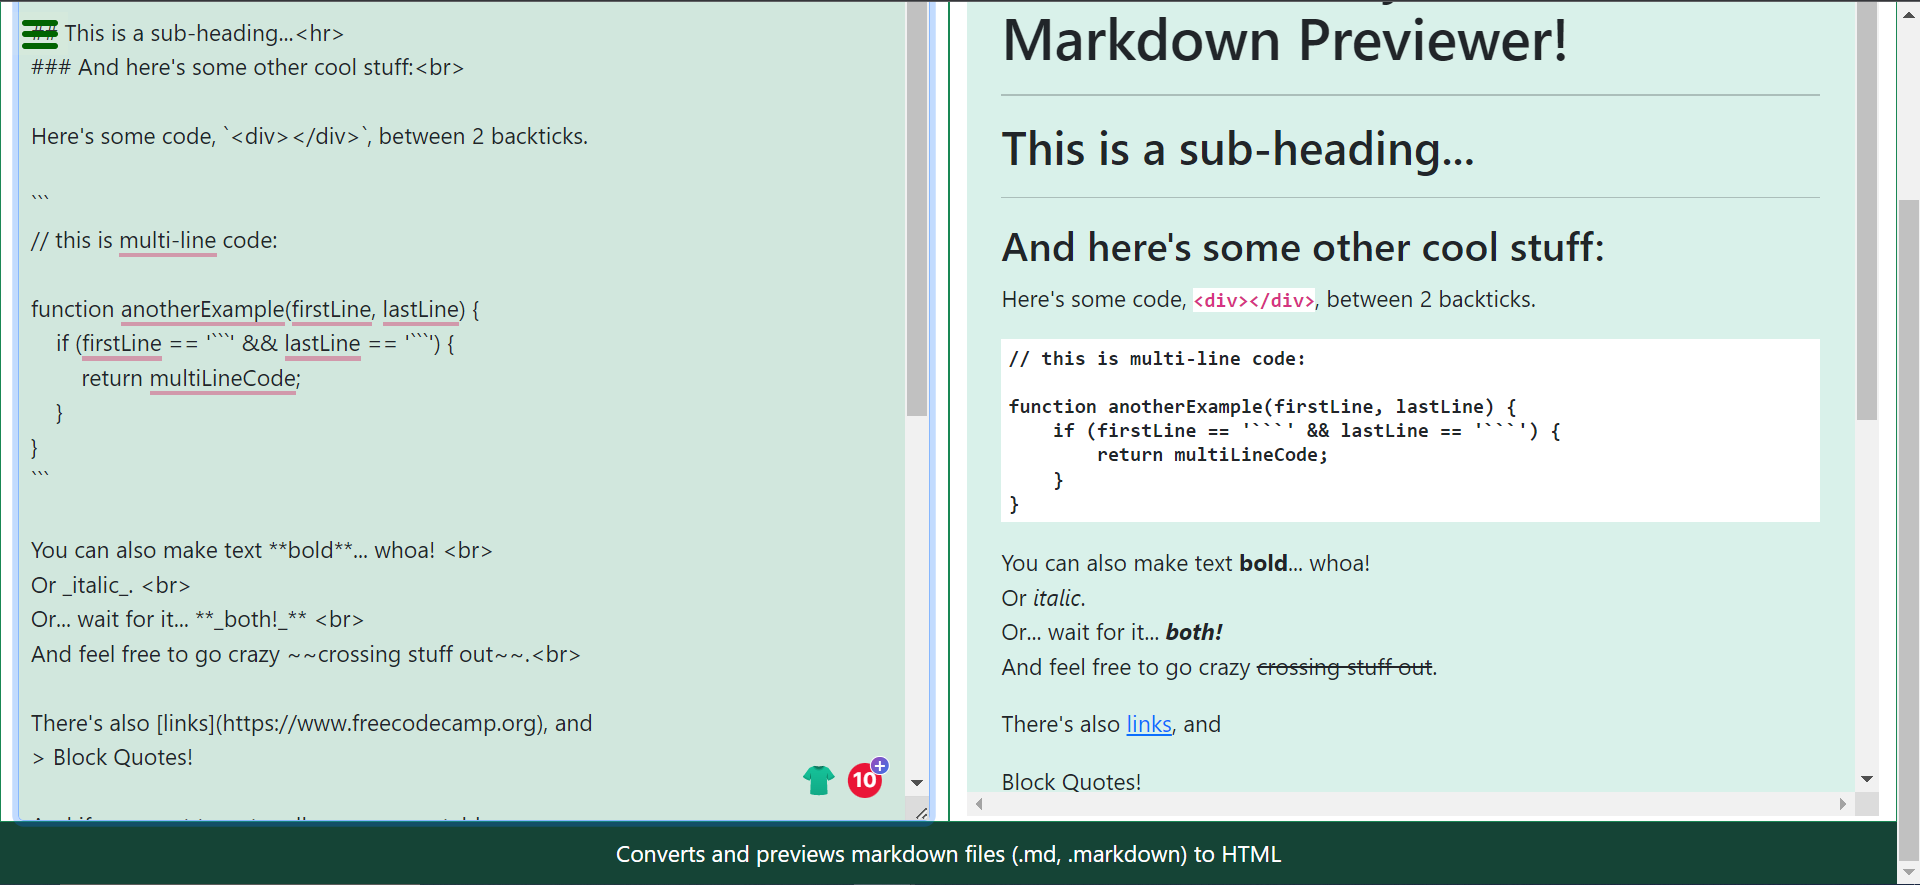 ## This is a sub-heading...<hr>
### And here's some other cool stuff:<br>
Here's some code, `<div></div>`, between 2 backticks.
```
// this is multi-line code:
function anotherExample(firstLine, lastLine) {
if (firstLine == '```' && lastLine == '```') {
return multiLineCode;
}
}
```
You can also make text **bold**... whoa! <br>
Or _italic_. <br>
Or... wait for it... **_both!_** <br>
And feel free to go crazy ~~crossing stuff out~~.<br>
There's also [links](https://www.freecodecamp.org), and
> Block Quotes!
10
+
Markdown Previewer!
This is a sub-heading...
And here's some other cool stuff:
Here's some code, <div></div>, between 2 backticks.
// this is multi-line code:
function anotherExample(firstLine, lastLine) {
if (firstLine == '```' && lastLine == '```') {
return multiLineCode;
}
}
You can also make text bold... whoa!
Or italic.
Or... wait for it... both!
And feel free to go crazy crossing stuff out.
There's also links, and
Block Quotes!
Converts and previews markdown files (.md, .markdown) to HTML